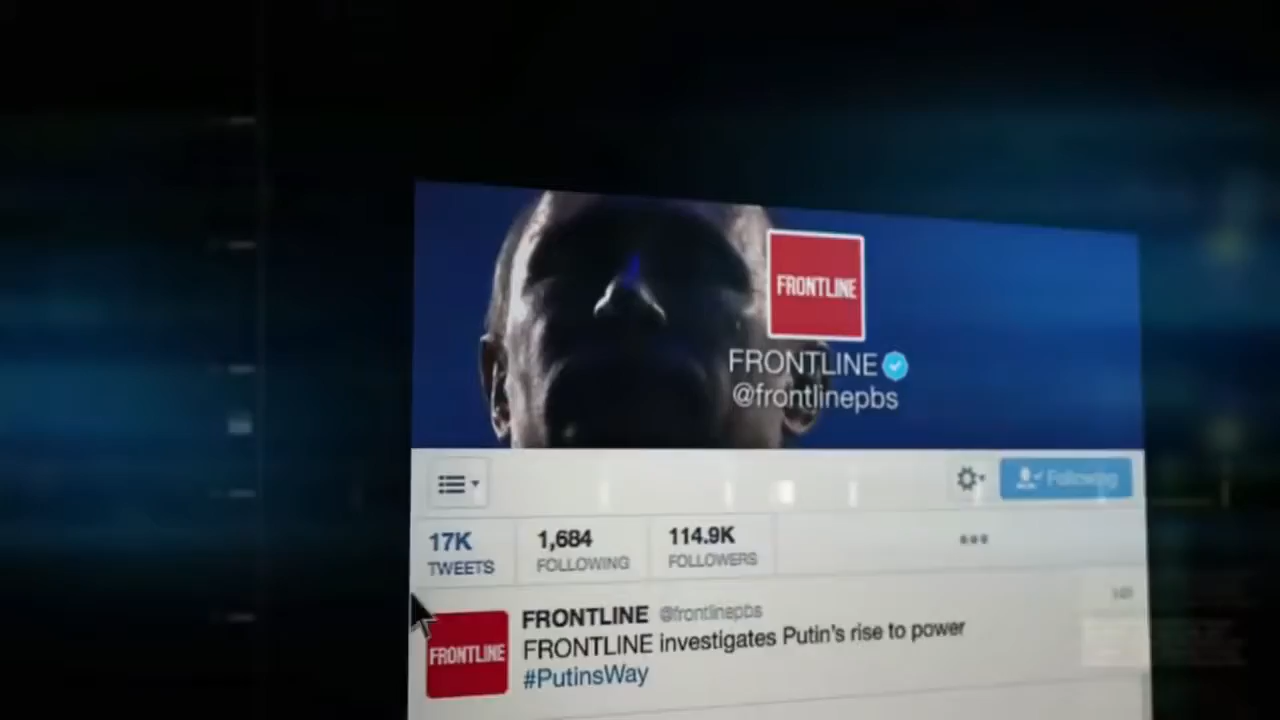 FRONTLINE
FRONTLINE
@frontlinepbs
Following
17K
TWEETS
1,684
FOLLOWING
114.9K
FOLLOWERS
FRONTLINE @frontlinepbs
FRONTLINE
FRONTLINE investigates Putin's rise to power
#PutinsWay